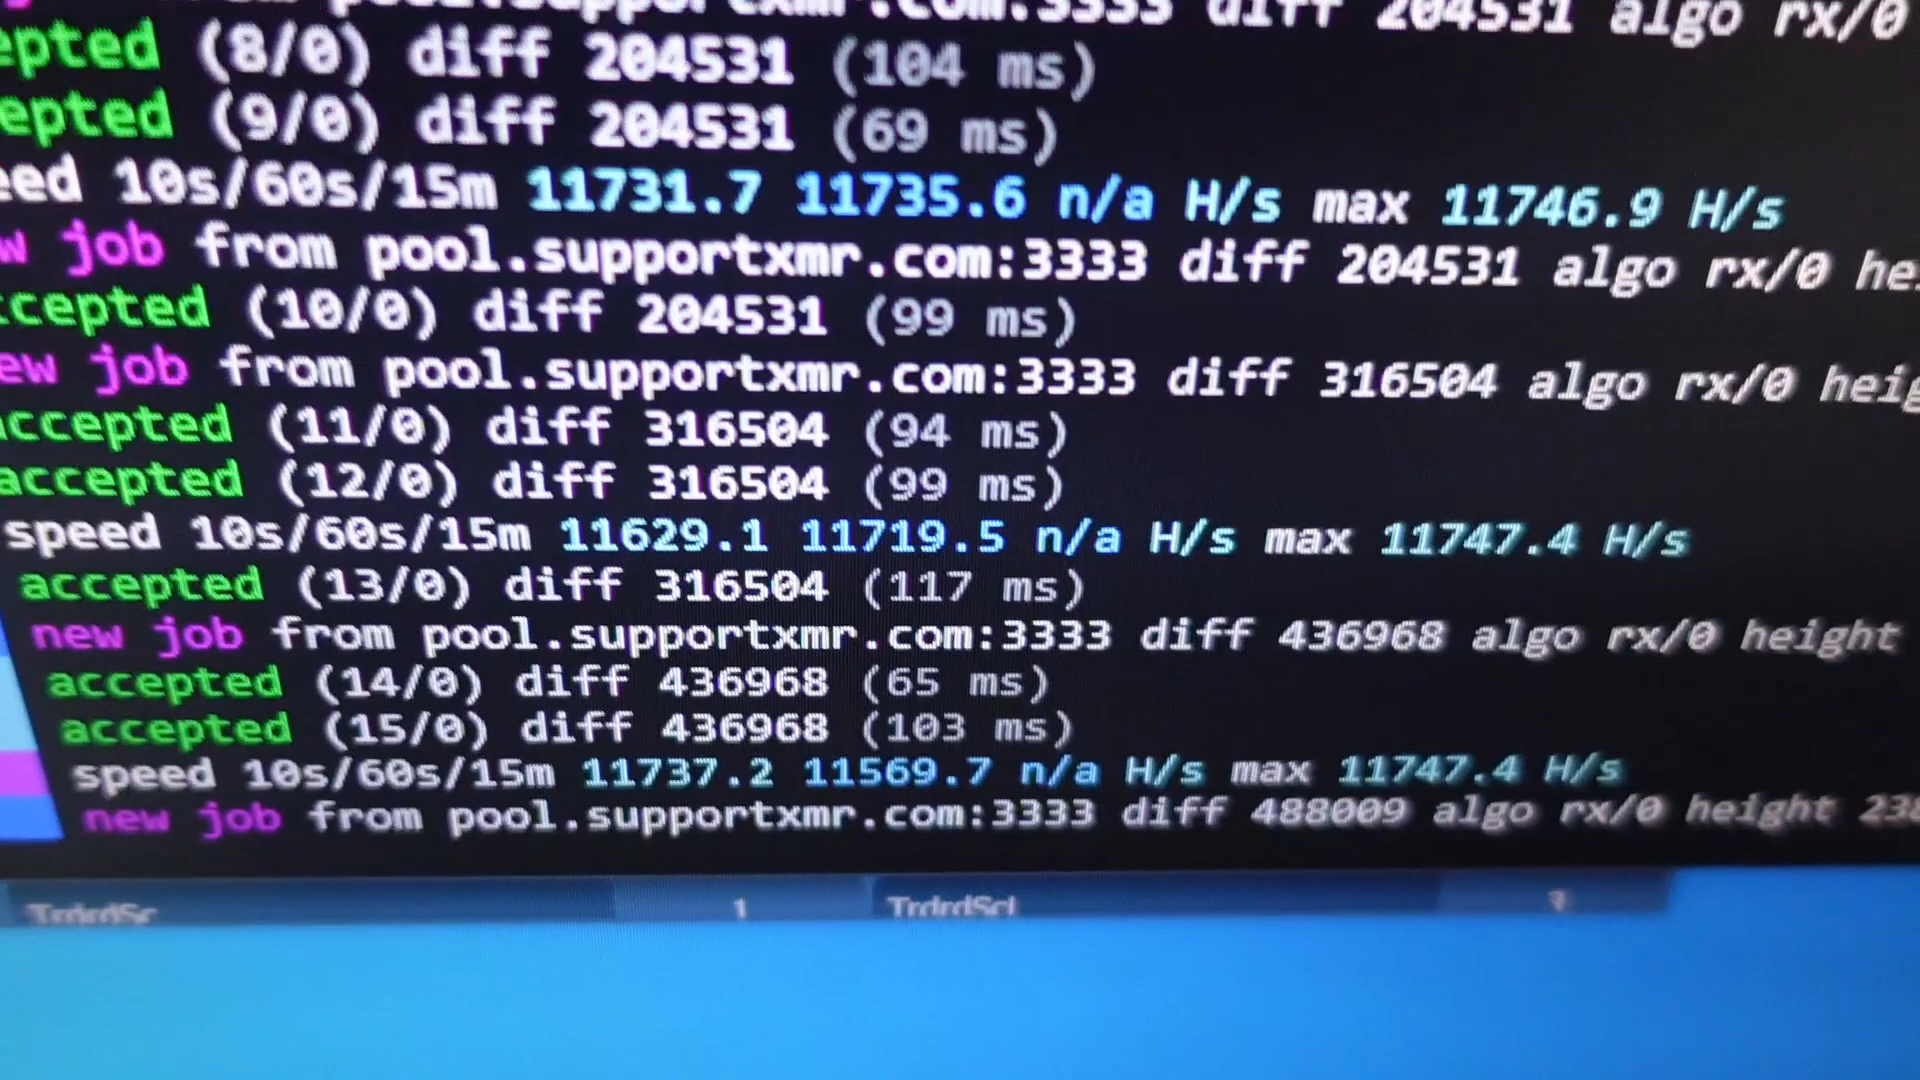 pool.supportxmr.com:3333 diff 204531 algo rx/0
epted (8/0) diff 204531 (104 ms)
epted (9/0) diff 204531 (69 ms)
eed 10s/60s/15m 11731.7 11735.6 n/a H/s max 11746.9 H/s
w job from pool.supportxmr.com:3333 diff 204531 algo rx/0 hei
ccepted (10/0) diff 204531 (99 ms)
ew job from pool.supportxmr.com:3333 diff 316504 algo rx/0 heig
accepted (11/0) diff 316504 (94 ms)
accepted (12/0) diff 316504 (99 ms)
speed 10s/60s/15m 11629.1 11719.5 n/a H/s max 11747.4 H/s
accepted (13/0) diff 316504 (117 ms)
new job from pool.supportxmr.com:3333 diff 436968 algo rx/0 height
accepted (14/0) diff 436968 (65 ms)
accepted (15/0) diff 436968 (103 ms)
speed 10s/60s/15m 11737.2 11569.7 n/a H/s max 11747.4 H/s
new job from pool.supportxmr.com:3333 diff 488009 algo rx/0 height 238
TrdrdSc 1 TrdrdScl